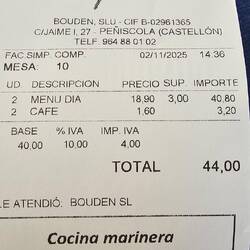 BOUDEN, SLU - CIF B-02961365
C/JAIME I, 27 - PEÑISCOLA (CASTELLÓN)
TELF. 964 88 01 02
FAC.SIMP. COMP. 02/11/2025 14:36
MESA: 10
UD DESCRIPCION PRECIO SUP. IMPORTE
2 MENU DIA 18,90 3,00 40,80
2 CAFE 1,60 3,20
BASE % IVA IMP. IVA
40,00 10,00 4,00
TOTAL 44,00
LE ATENDIÓ: BOUDEN SL
Cocina marinera